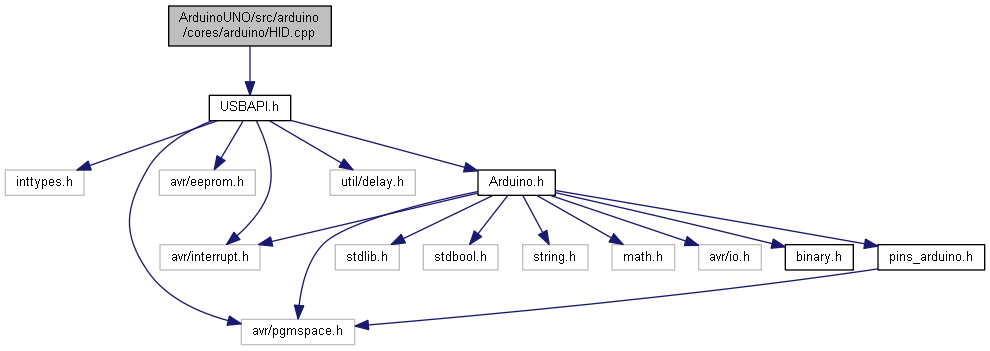 ArduinoUNO/src/arduino
/cores/arduino/HID.cpp
USBAPI.h
inttypes.h
avr/eeprom.h
util/delay.h
Arduino.h
avr/interrupt.h
stdlib.h
stdbool.h
string.h
math.h
avr/io.h
binary.h
pins_arduino.h
avr/pgmspace.h